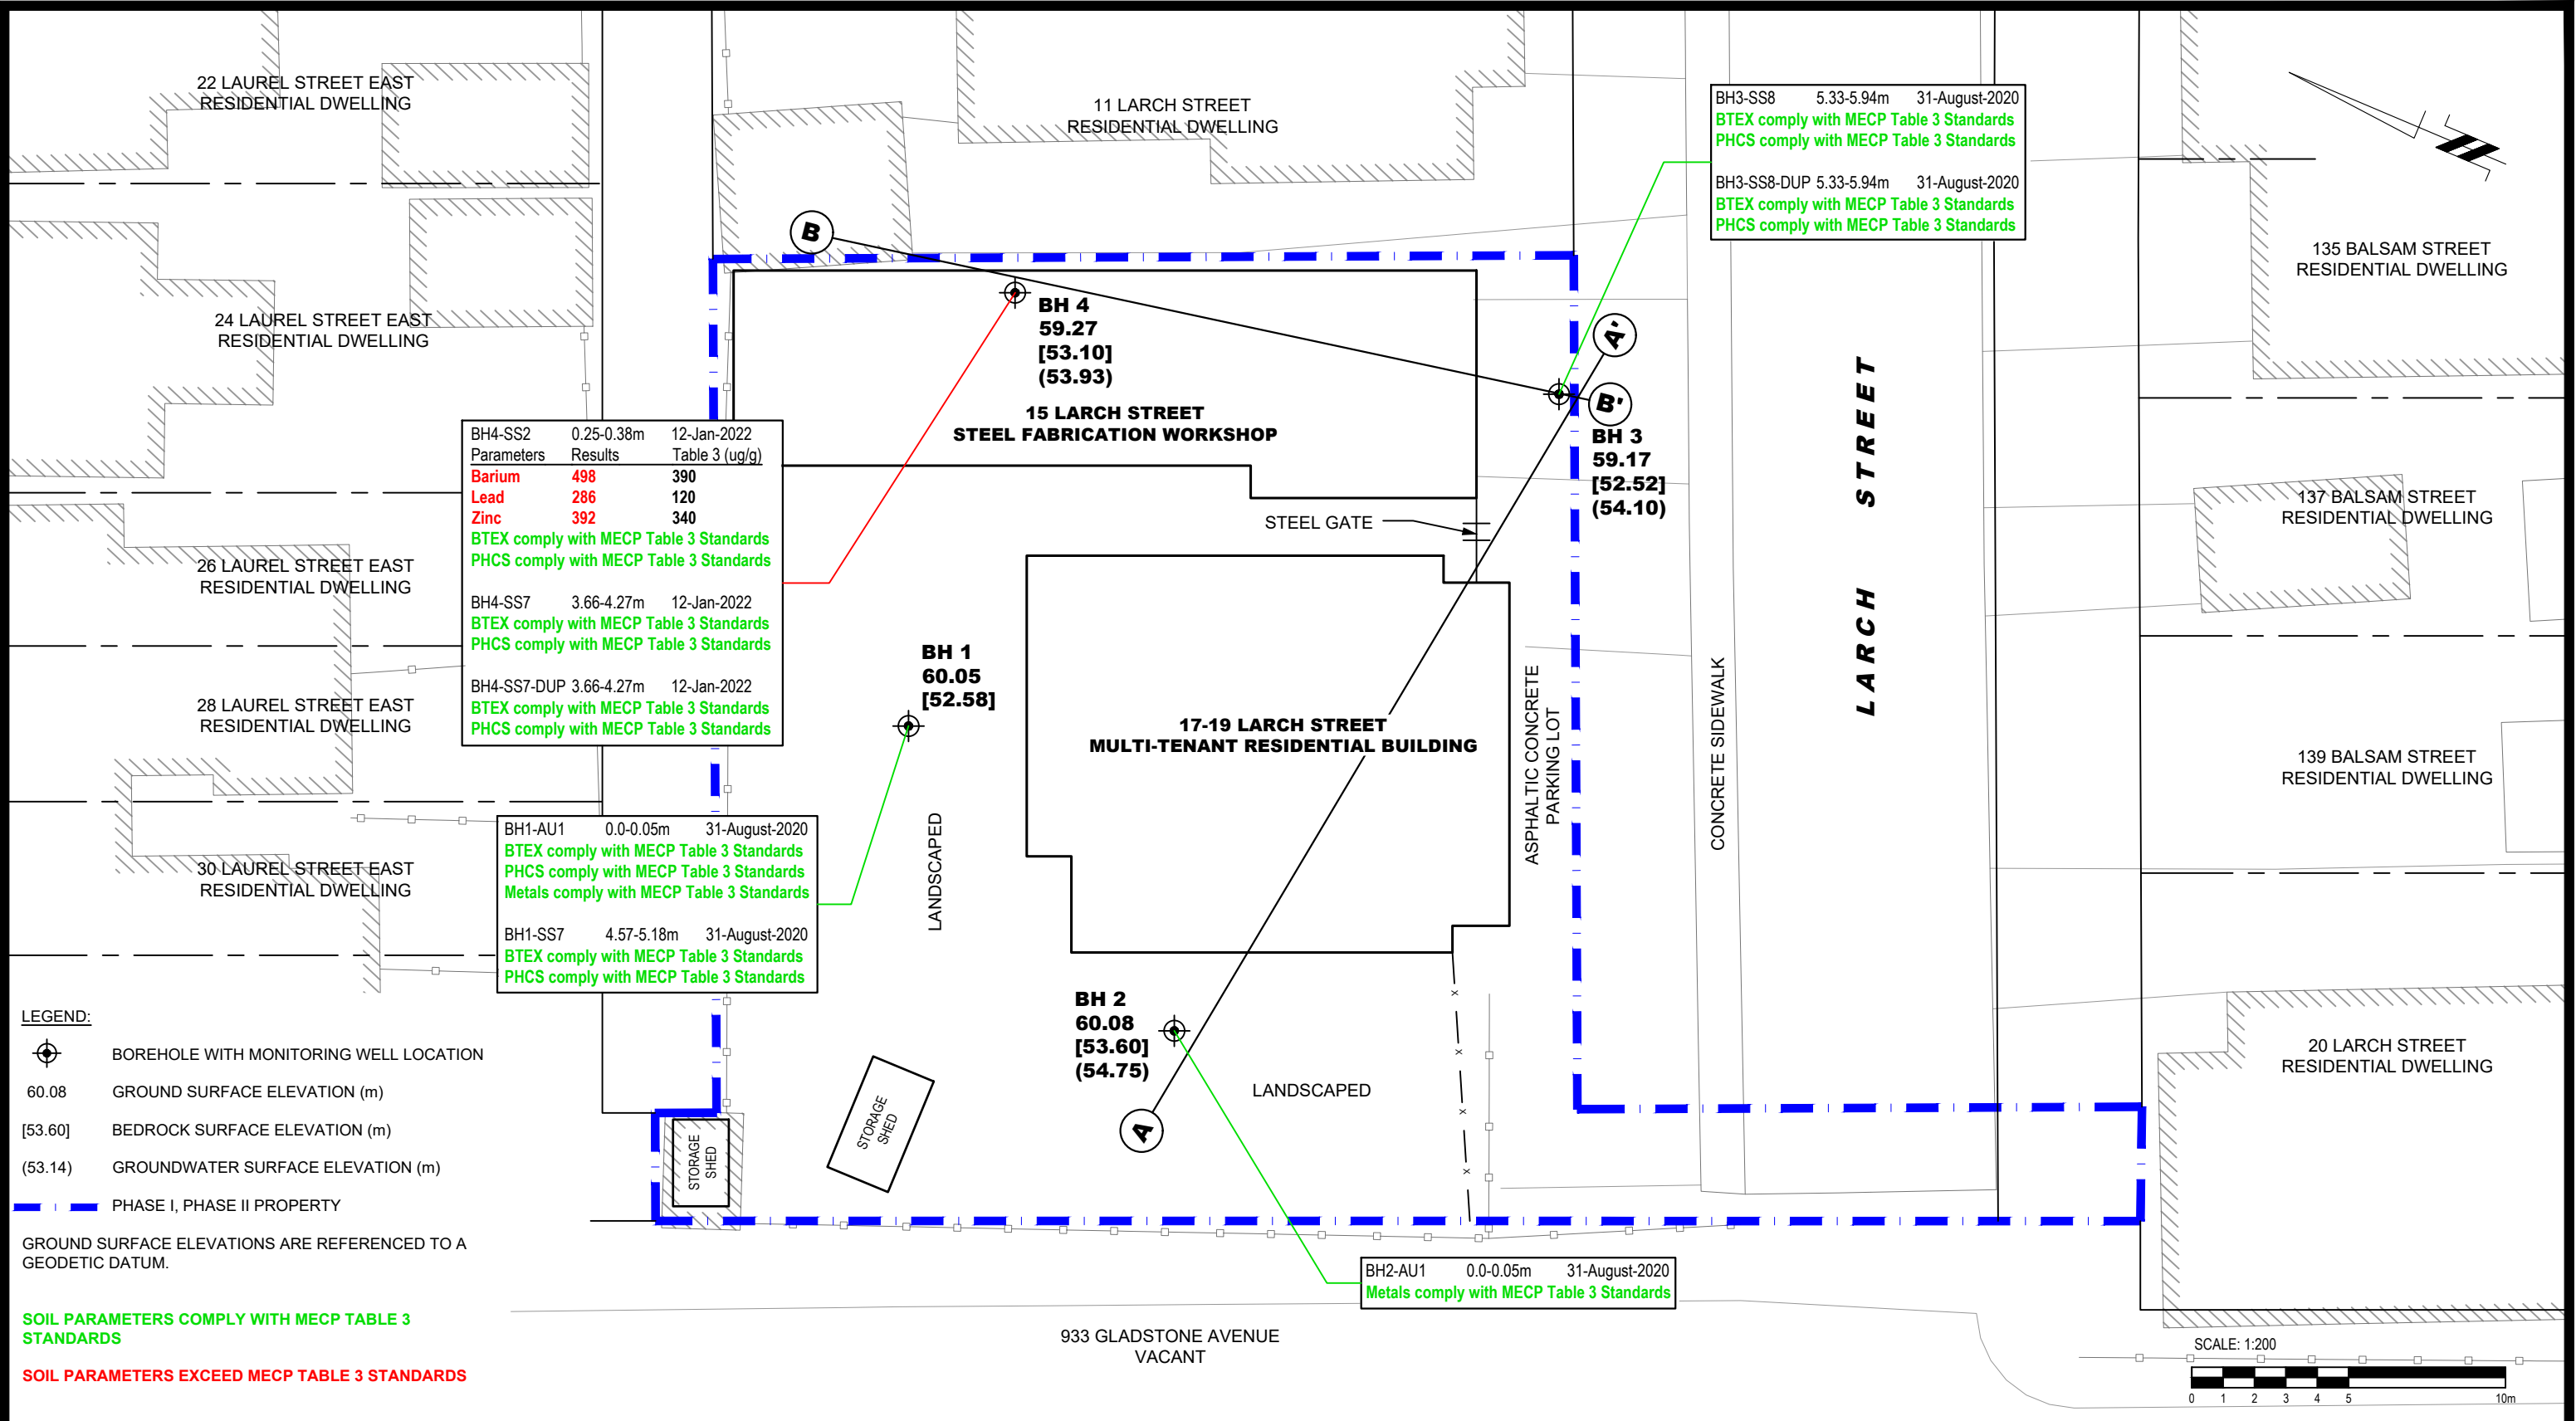 22 LAUREL STREET EAST
RESIDENTIAL DWELLING
11 LARCH STREET
RESIDENTIAL DWELLING
BH3-SS8 5.33-5.94m 31-August-2020
BTEX comply with MECP Table 3 Standards
PHCS comply with MECP Table 3 Standards
BH3-SS8-DUP 5.33-5.94m 31-August-2020
BTEX comply with MECP Table 3 Standards
PHCS comply with MECP Table 3 Standards
135 BALSAM STREET
RESIDENTIAL DWELLING
B
24 LAUREL STREET EAST
RESIDENTIAL DWELLING
BH 4
59.27
[53.10]
(53.93)
A'
B'
15 LARCH STREET
STEEL FABRICATION WORKSHOP
BH 3
59.17
[52.52]
(54.10)
LARCH STREET
BH4-SS2 0.25-0.38m 12-Jan-2022
Parameters Results Table 3 (ug/g)
Barium 498 390
Lead 286 120
Zinc 392 340
BTEX comply with MECP Table 3 Standards
PHCS comply with MECP Table 3 Standards
BH4-SS7 3.66-4.27m 12-Jan-2022
BTEX comply with MECP Table 3 Standards
PHCS comply with MECP Table 3 Standards
BH4-SS7-DUP 3.66-4.27m 12-Jan-2022
BTEX comply with MECP Table 3 Standards
PHCS comply with MECP Table 3 Standards
STEEL GATE
137 BALSAM STREET
RESIDENTIAL DWELLING
26 LAUREL STREET EAST
RESIDENTIAL DWELLING
BH 1
60.05
[52.58]
28 LAUREL STREET EAST
RESIDENTIAL DWELLING
17-19 LARCH STREET
MULTI-TENANT RESIDENTIAL BUILDING
ASPHALTIC CONCRETE
PARKING LOT
CONCRETE SIDEWALK
139 BALSAM STREET
RESIDENTIAL DWELLING
30 LAUREL STREET EAST
RESIDENTIAL DWELLING
BH1-AU1 0.0-0.05m 31-August-2020
BTEX comply with MECP Table 3 Standards
PHCS comply with MECP Table 3 Standards
Metals comply with MECP Table 3 Standards
BH1-SS7 4.57-5.18m 31-August-2020
BTEX comply with MECP Table 3 Standards
PHCS comply with MECP Table 3 Standards
LANDSCAPED
BH 2
60.08
[53.60]
(54.75)
A
LANDSCAPED
20 LARCH STREET
RESIDENTIAL DWELLING
STORAGE
SHED
STORAGE
SHED
LEGEND:
BOREHOLE WITH MONITORING WELL LOCATION
60.08 GROUND SURFACE ELEVATION (m)
[53.60] BEDROCK SURFACE ELEVATION (m)
(53.14) GROUNDWATER SURFACE ELEVATION (m)
PHASE I, PHASE II PROPERTY
GROUND SURFACE ELEVATIONS ARE REFERENCED TO A
GEODETIC DATUM.
SOIL PARAMETERS COMPLY WITH MECP TABLE 3
STANDARDS
SOIL PARAMETERS EXCEED MECP TABLE 3 STANDARDS
BH2-AU1 0.0-0.05m 31-August-2020
Metals comply with MECP Table 3 Standards
933 GLADSTONE AVENUE
VACANT
SCALE: 1:200
0 1 2 3 4 5 10m